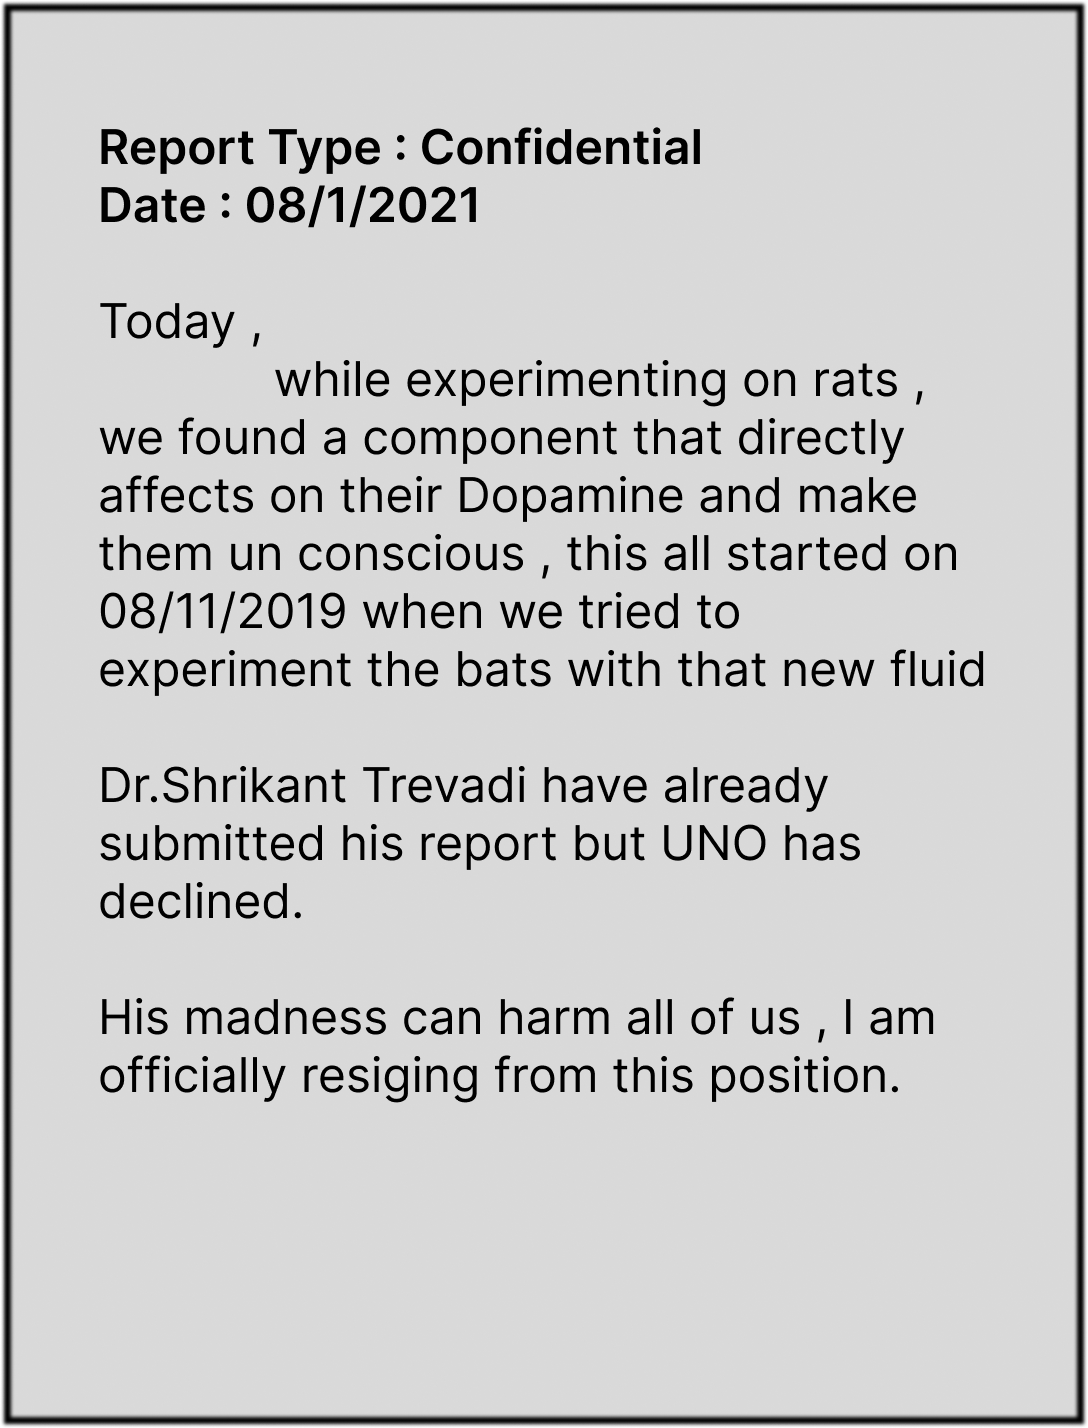 Report Type : Confidential
Date : 08/1/2021
Today ,
while experimenting on rats ,
we found a component that directly
affects on their Dopamine and make
them un conscious , this all started on
08/11/2019 when we tried to
experiment the bats with that new fluid
Dr.Shrikant Trevadi have already
submitted his report but UNO has
declined.
His madness can harm all of us , I am
officially resiging from this position.